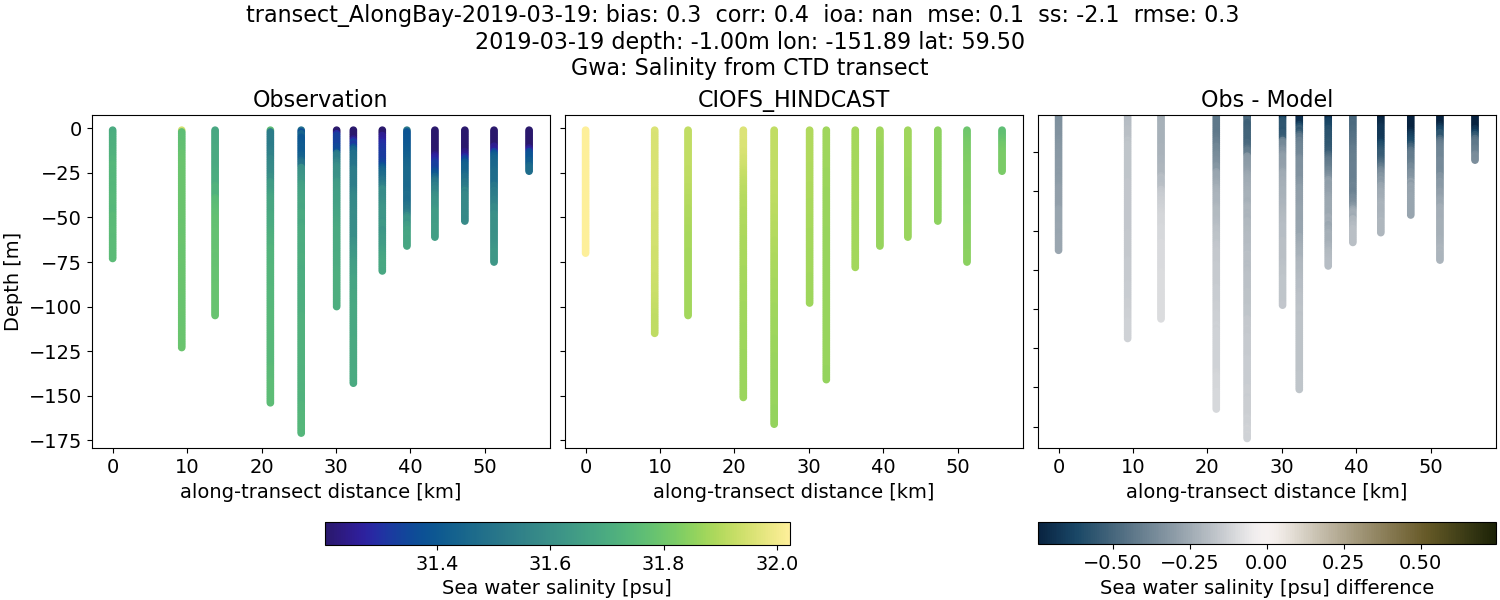 transect_AlongBay-2019-03-19: bias: 0.3 corr: 0.4 ioa: nan mse: 0.1 ss: -2.1 rmse: 0.3
2019-03-19 depth: -1.00m lon: -151.89 lat: 59.50
Gwa: Salinity from CTD transect
Observation CIOFS_HINDCAST Obs - Model
0
−25
−50
−75
−100
−125
−150
−175
Depth [m]
0 10 20 30 40 50 0 10 20 30 40 50 0 10 20 30 40 50
along-transect distance [km] along-transect distance [km] along-transect distance [km]
31.4 31.6 31.8 32.0 −0.50 −0.25 0.00 0.25 0.50
Sea water salinity [psu] Sea water salinity [psu] difference